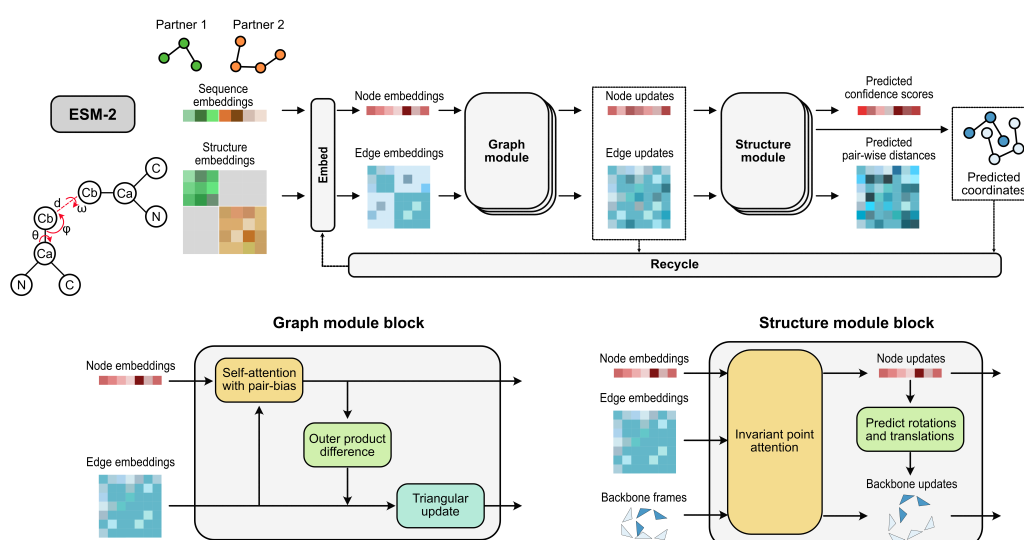 Partner 1
Partner 2
ESM-2
Sequence
embeddings
Structure
embeddings
C
Cb
Ca
N
d
ω
Cb
θ
φ
Ca
N
C
Embed
Node embeddings
Edge embeddings
Graph
module
Node updates
Edge updates
Structure
module
Predicted
confidence scores
Predicted
pair-wise distances
Predicted
coordinates
Recycle
Graph module block
Node embeddings
Self-attention
with pair-bias
Outer product
difference
Edge embeddings
Triangular
update
Structure module block
Node embeddings
Edge embeddings
Backbone frames
Invariant point
attention
Node updates
Predict rotations
and translations
Backbone updates